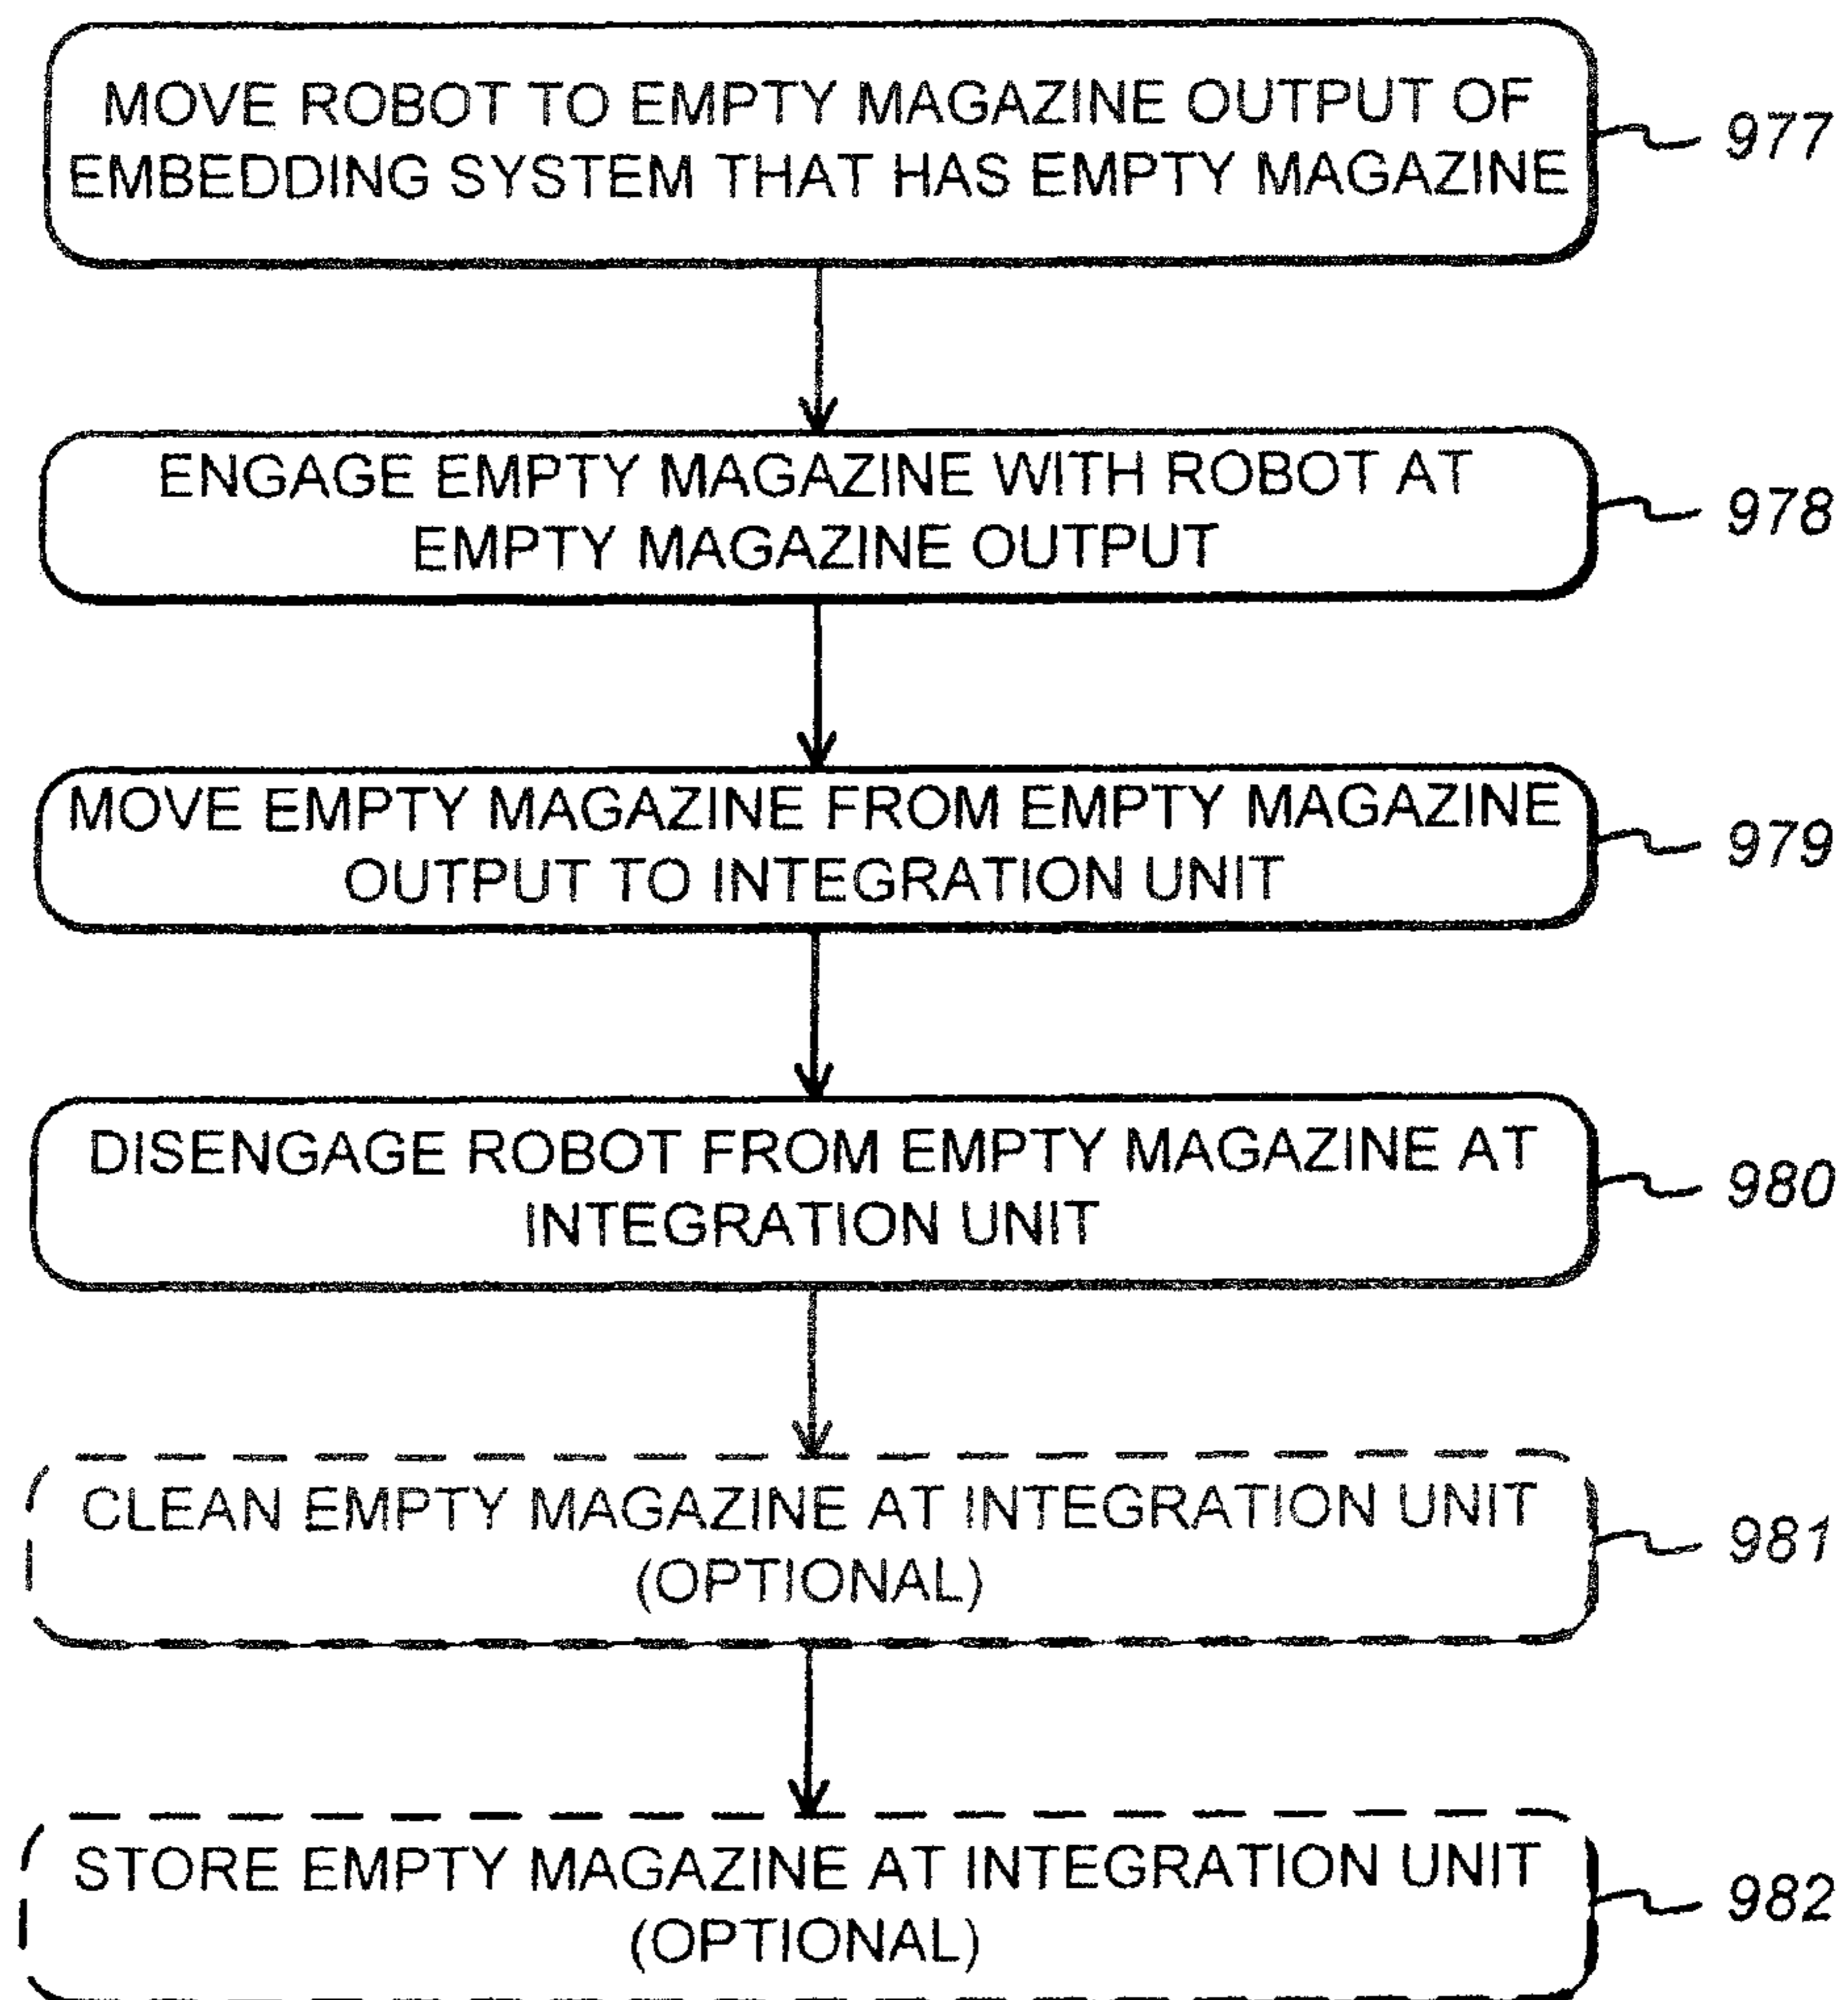 MOVE ROBOT TO EMPTY MAGAZINE OUTPUT OF
EMBEDDING SYSTEM THAT HAS EMPTY MAGAZINE
977
ENGAGE EMPTY MAGAZINE WITH ROBOT AT
EMPTY MAGAZINE OUTPUT
978
MOVE EMPTY MAGAZINE FROM EMPTY MAGAZINE
OUTPUT TO INTEGRATION UNIT
979
DISENGAGE ROBOT FROM EMPTY MAGAZINE AT
INTEGRATION UNIT
980
CLEAN EMPTY MAGAZINE AT INTEGRATION UNIT
(OPTIONAL)
981
STORE EMPTY MAGAZINE AT INTEGRATION UNIT
(OPTIONAL)
982